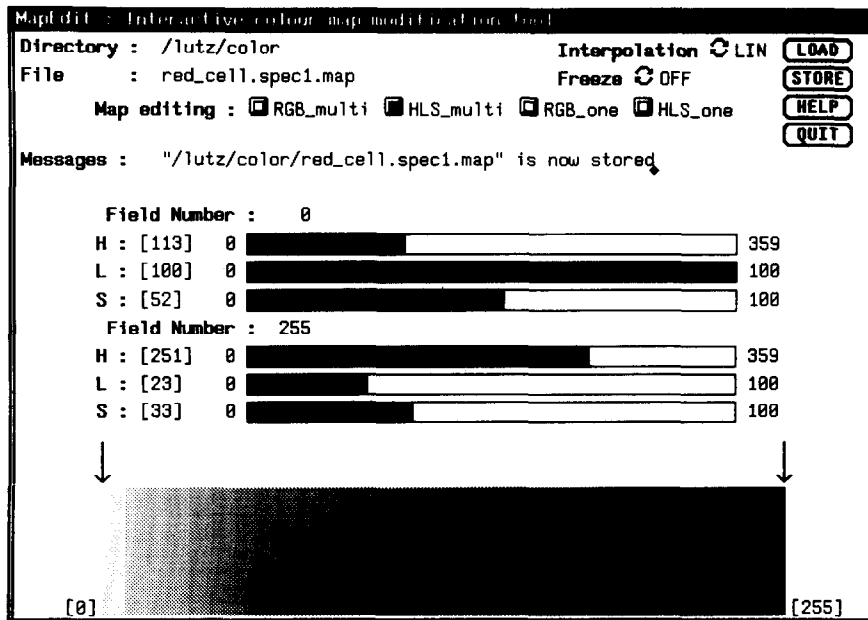 MapEdit : Interactive colour map modification tool
Directory : /lutz/color Interpolation LIN LOAD
File : red_cell.spec1.map Freeze OFF STORE
Map editing : RGB_multi HLS_multi RGB_one HLS_one HELP
QUIT
Messages : "/lutz/color/red_cell.spec1.map" is now stored
Field Number : 0
H : [113] 0 359
L : [100] 0 100
S : [52] 0 100
Field Number : 255
H : [251] 0 359
L : [23] 0 100
S : [33] 0 100
[0] [255]